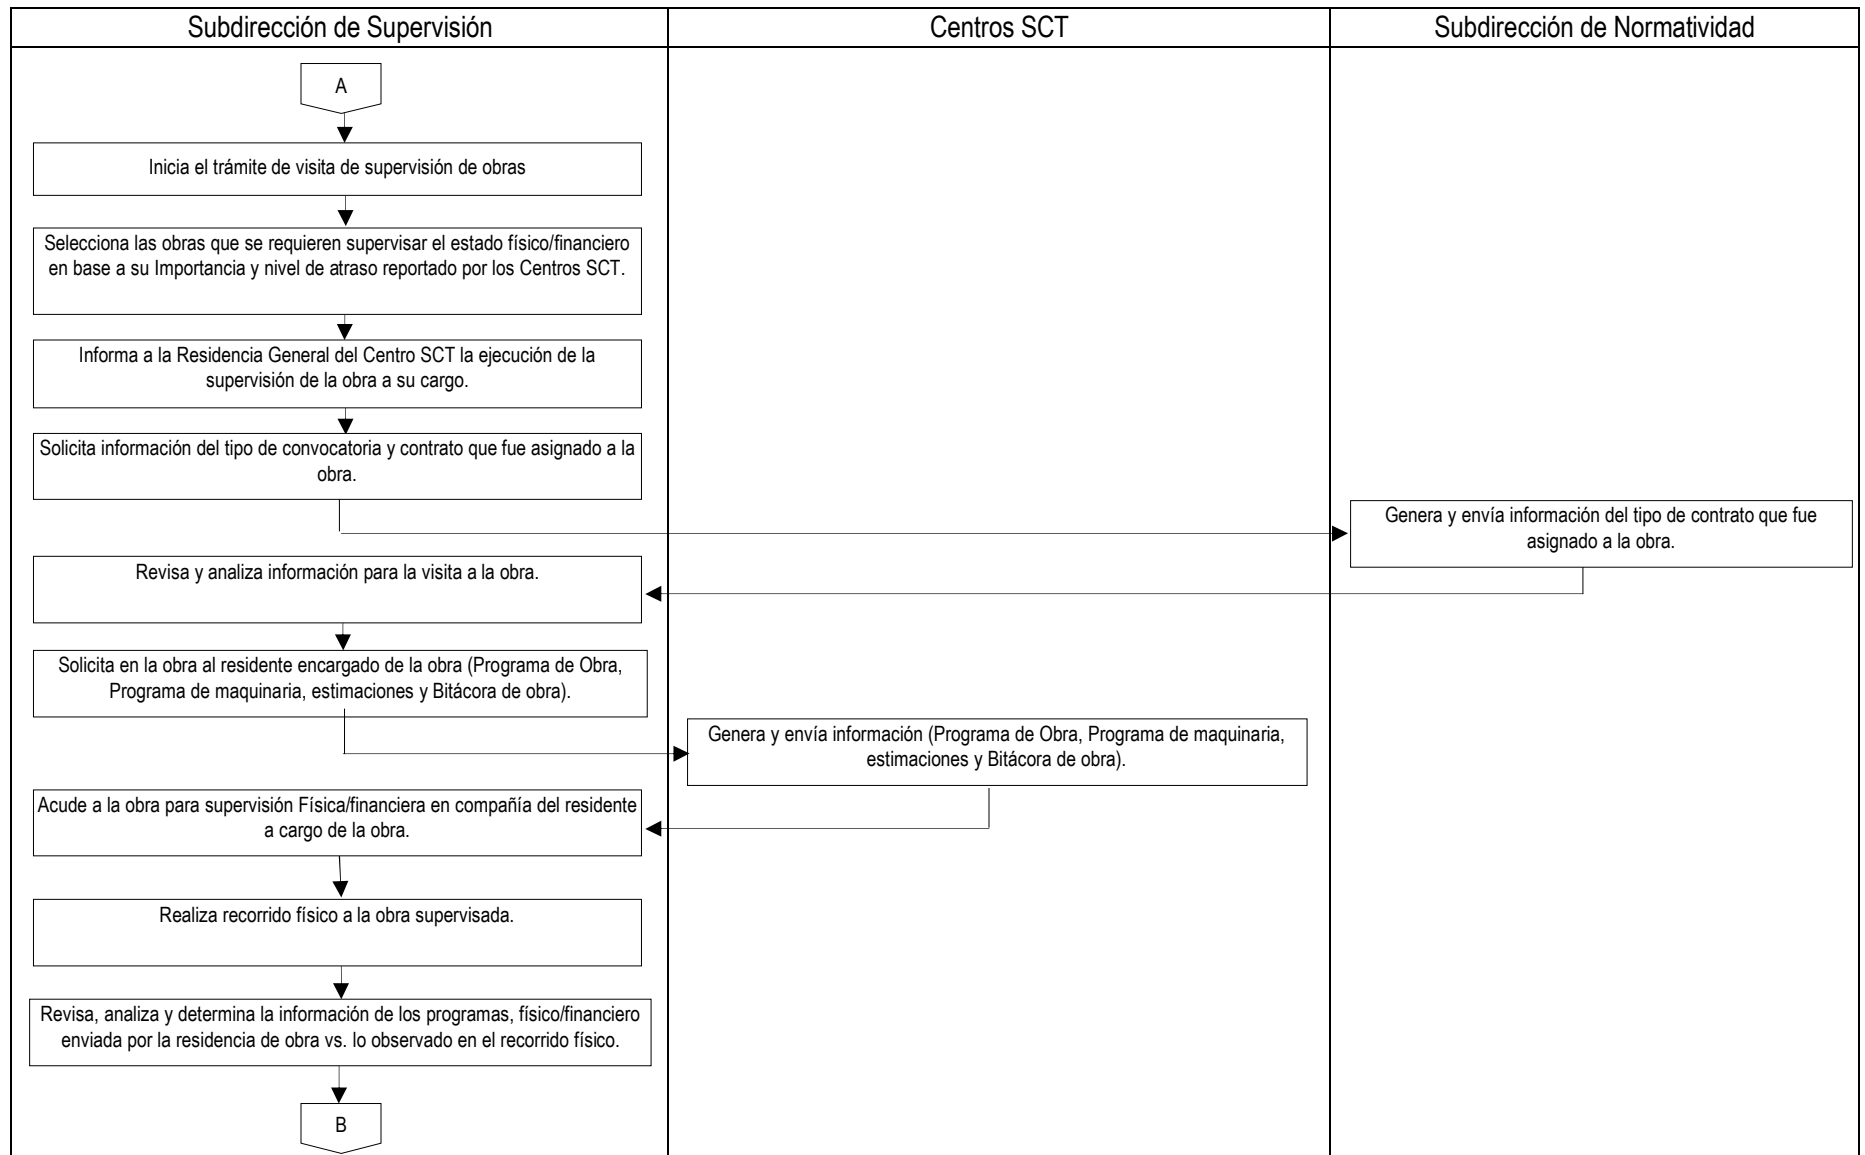 Subdirección de Supervisión
Centros SCT
Subdirección de Normatividad
A
Inicia el trámite de visita de supervisión de obras
Selecciona las obras que se requieren supervisar el estado físico/financiero
en base a su Importancia y nivel de atraso reportado por los Centros SCT.
Informa a la Residencia General del Centro SCT la ejecución de la
supervisión de la obra a su cargo.
Solicita información del tipo de convocatoria y contrato que fue asignado a la
obra.
Genera y envía información del tipo de contrato que fue
asignado a la obra.
Revisa y analiza información para la visita a la obra.
Solicita en la obra al residente encargado de la obra (Programa de Obra,
Programa de maquinaria, estimaciones y Bitácora de obra).
Genera y envía información (Programa de Obra, Programa de maquinaria,
estimaciones y Bitácora de obra).
Acude a la obra para supervisión Física/financiera en compañía del residente
a cargo de la obra.
Realiza recorrido físico a la obra supervisada.
Revisa, analiza y determina la información de los programas, físico/financiero
enviada por la residencia de obra vs. lo observado en el recorrido físico.
B